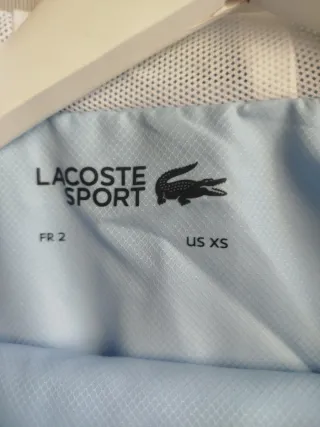 LACOSTE
SPORT
FR 2
US XS